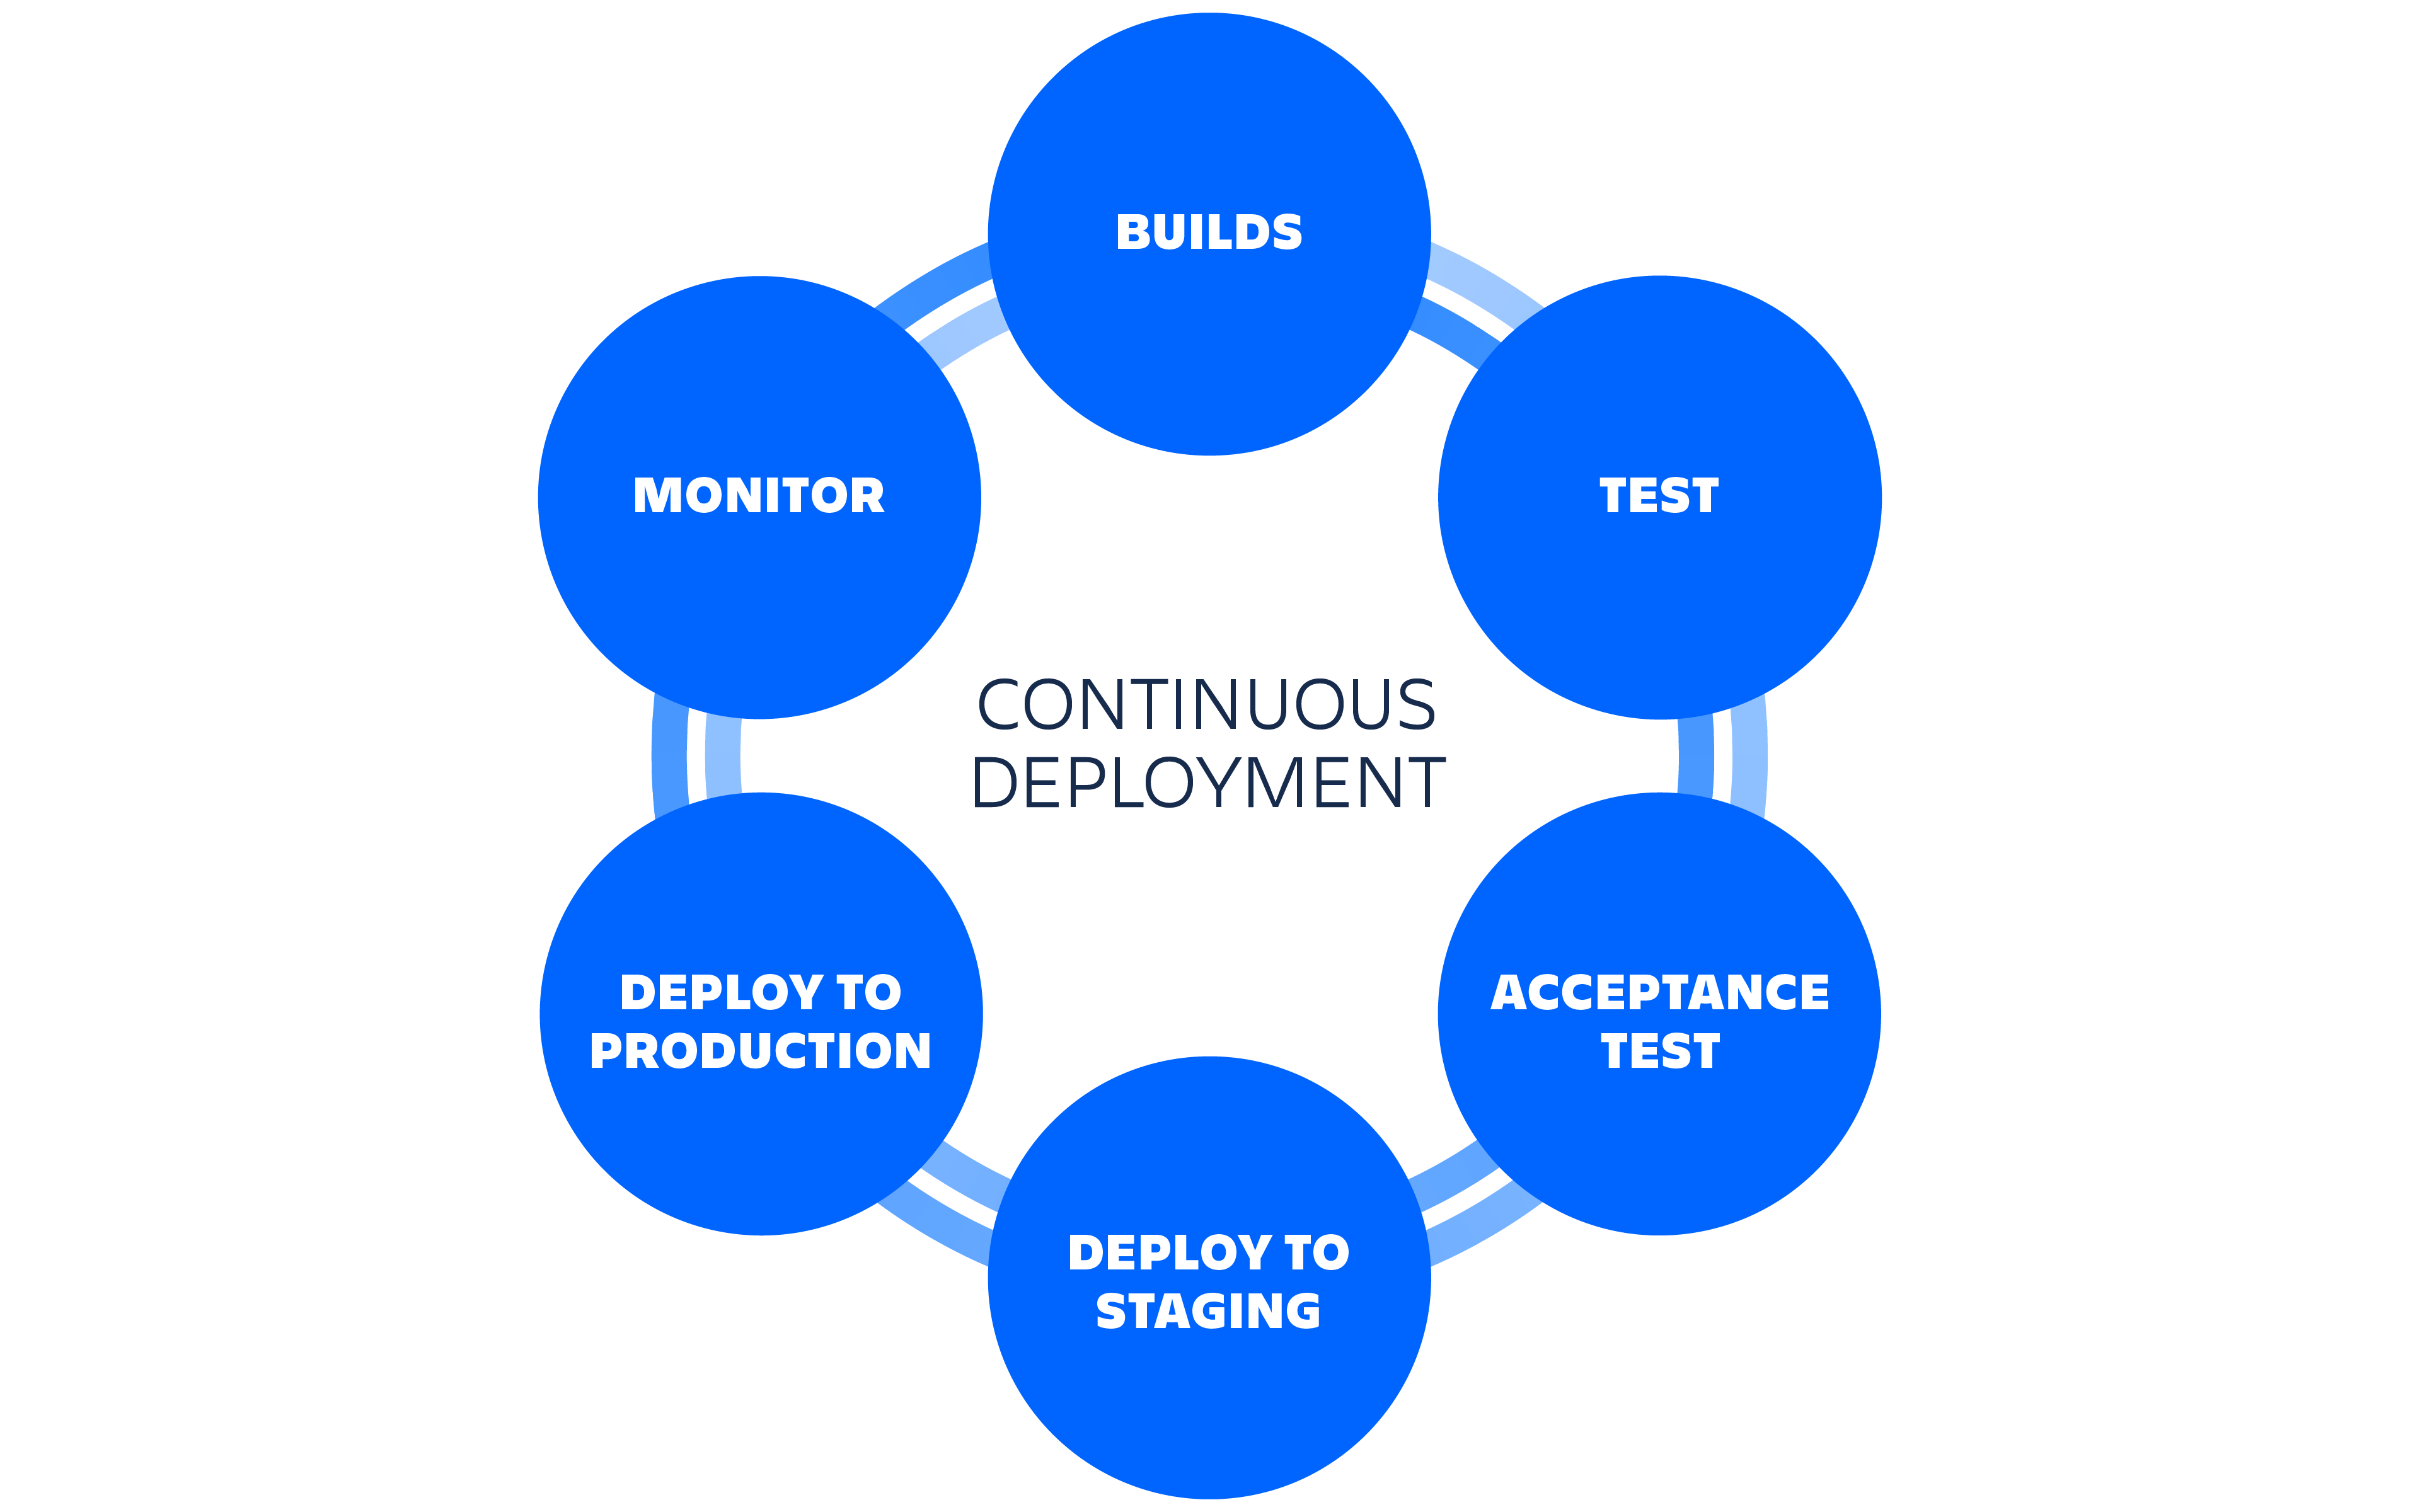 BUILDS
TEST
ACCEPTANCE
TEST
DEPLOY TO
STAGING
DEPLOY TO
PRODUCTION
MONITOR
CONTINUOUS
DEPLOYMENT